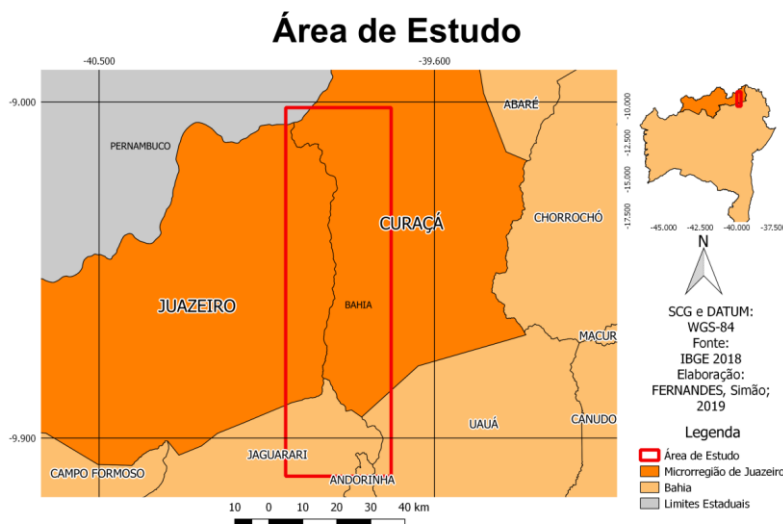 Área de Estudo
-40.500
-39.600
-9.000
ABARÉ
PERNAMBUCO
CURAÇÁ
CHORROCHÓ
JUAZEIRO
BAHIA
MACUR
UAUÁ
CANUDO
-9.900
JAGUARARI
CAMPO FORMOSO
ANDORINHA
10 0 10 20 30 40 km
-10.000
-12.500
-15.000
-17.500
-45.000 -42.500 -40.000 -37.500
N
SCG e DATUM:
WGS-84
Fonte:
IBGE 2018
Elaboração:
FERNANDES, Simão;
2019
Legenda
Área de Estudo
Microrregião de Juazeiro
Bahia
Limites Estaduais